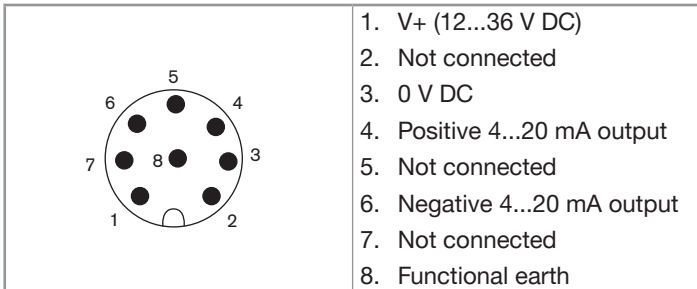 5
6
4
7
8
3
1
2
1. V+ (12...36 V DC)
2. Not connected
3. 0 V DC
4. Positive 4...20 mA output
5. Not connected
6. Negative 4...20 mA output
7. Not connected
8. Functional earth